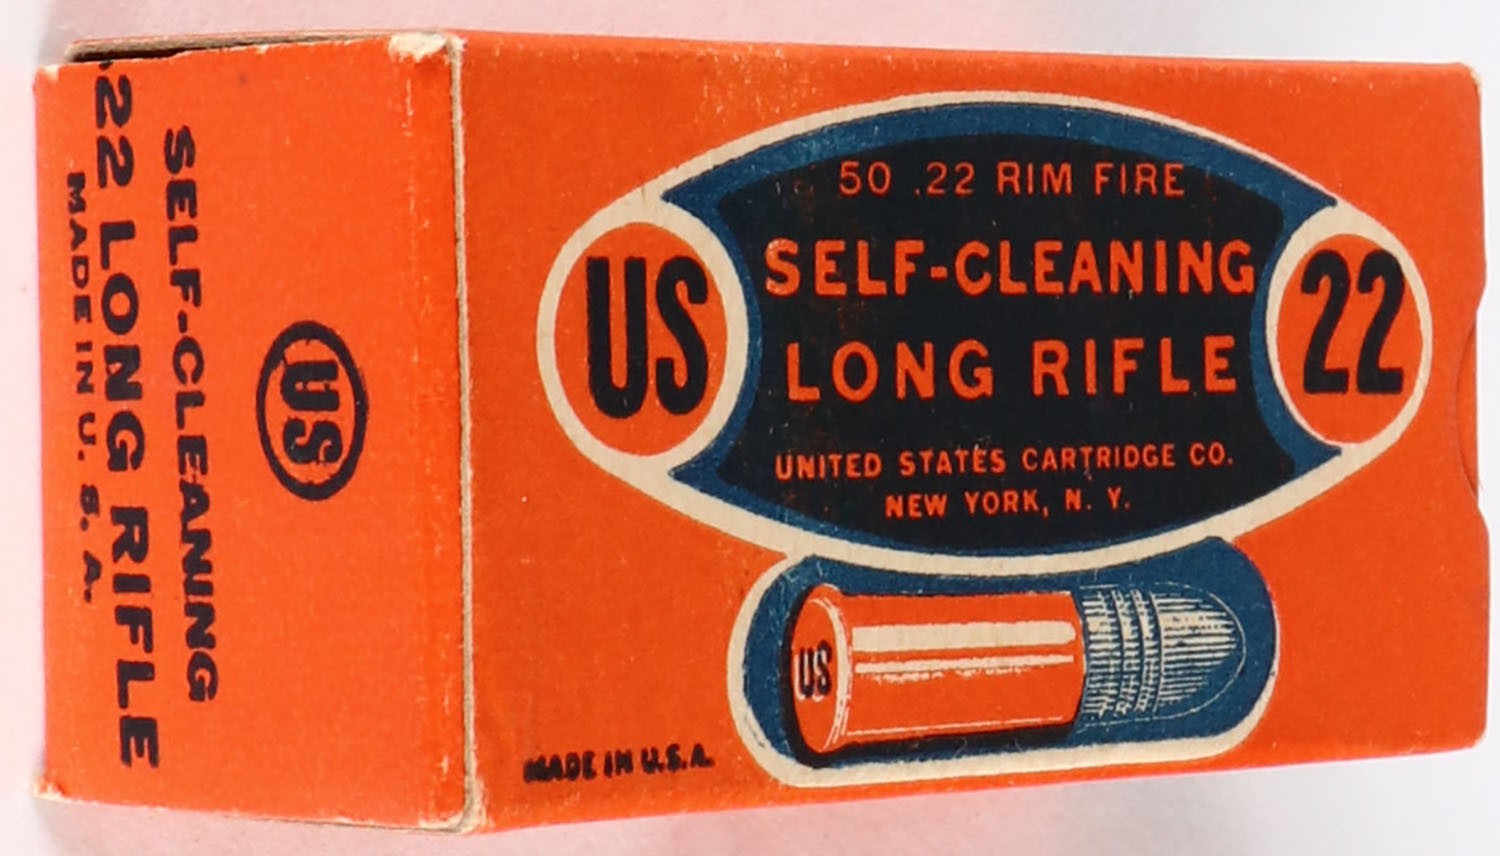 50 .22 RIM FIRE
SELF-CLEANING
LONG RIFLE
US
22
UNITED STATES CARTRIDGE CO.
NEW YORK, N. Y.
US
MADE IN U.S.A.
US
SELF-CLEANING
.22 LONG RIFLE
MADE IN U. S. A.